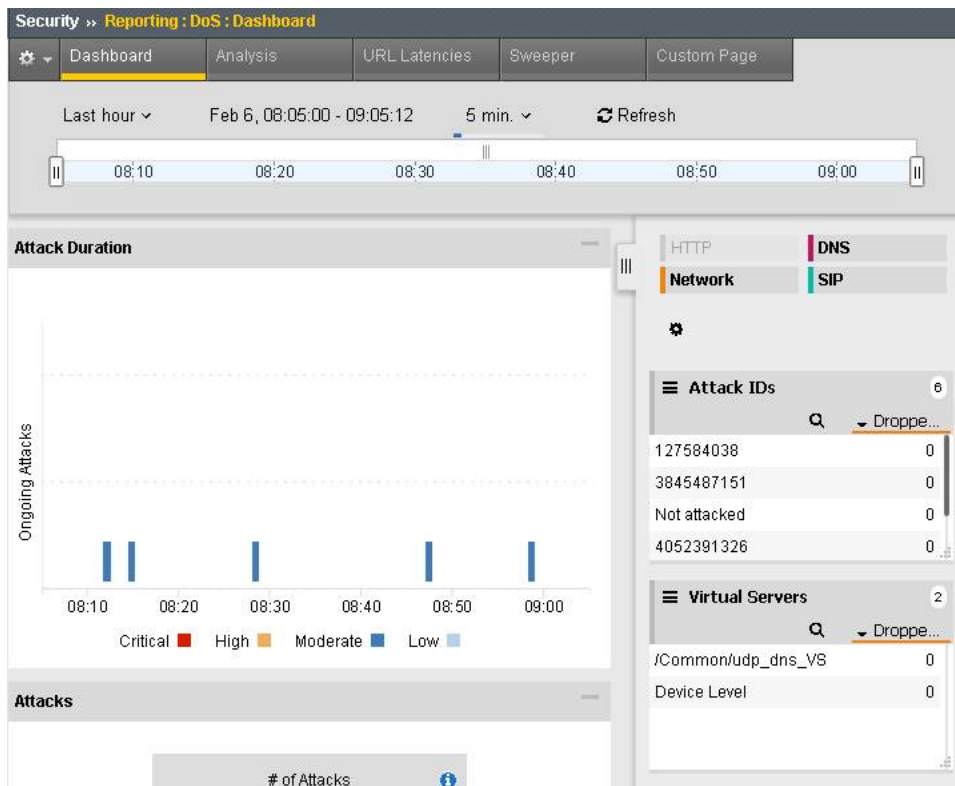 Security » Reporting : DoS : Dashboard
Dashboard
Analysis
URL Latencies
Sweeper
Custom Page
Last hour
Feb 6, 08:05:00 - 09:05:12
5 min.
Refresh
08:10 08:20 08:30 08:40 08:50 09:00
Attack Duration
Ongoing Attacks
08:10 08:20 08:30 08:40 08:50 09:00
Critical High Moderate Low
Attacks
# of Attacks
HTTP DNS
Network SIP
Attack IDs 6
Droppe...
127584038 0
3845487151 0
Not attacked 0
4052391326 0
Virtual Servers 2
Droppe...
/Common/udp_dns_VS 0
Device Level 0